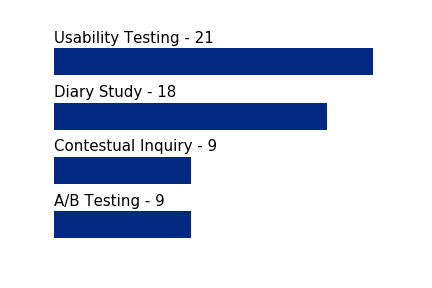 Usability Testing - 21
Diary Study - 18
Contestual Inquiry - 9
A/B Testing - 9